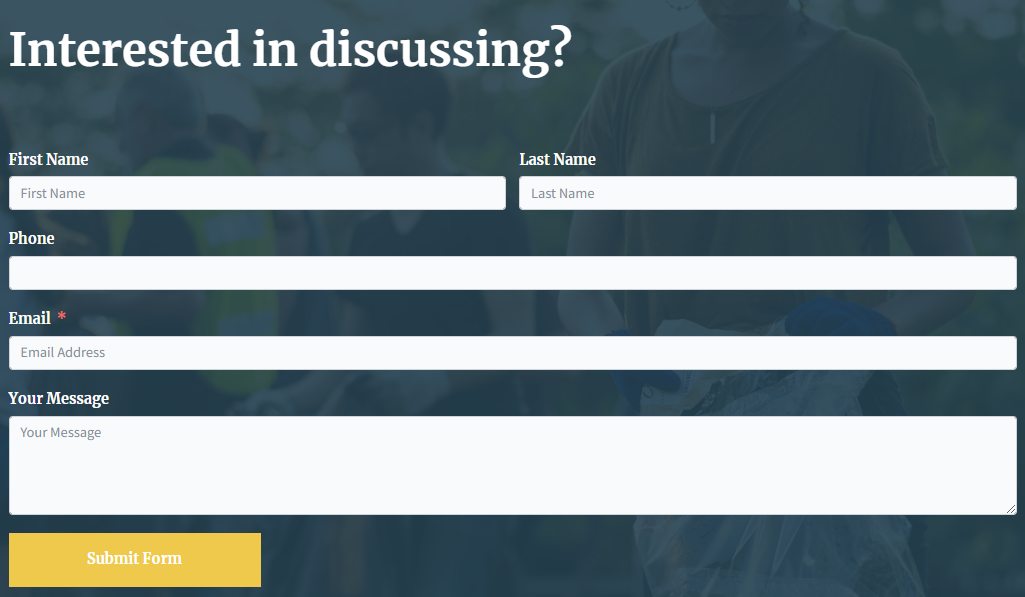 Interested in discussing?
First Name Last Name
First Name Last Name
Phone
Email *
Email Address
Your Message
Your Message
Submit Form